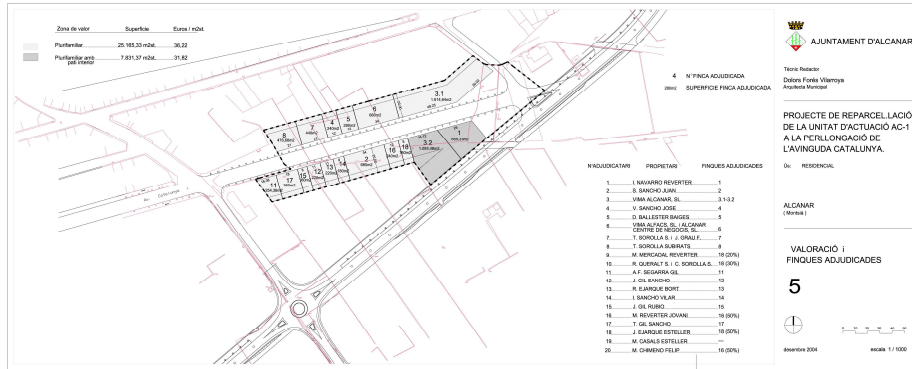 Zona de valor Superficie Euros / m2st.
Plurifamiliar 25.165,33 m2st. 36,22
Plurifamiliar amb pati interior 7.831,37 m2st. 31,82
4 N°FINCA ADJUDICADA
SUPERFICIE FINCA ADJUDICADA
3.1
6
5
4
7
8
1
3.2
18
16
2
14
13
12
15
17
11
N'ADJUDICATARI PROPIETARI FINQUES ADJUDICADES
1 I. NAVARRO REVERTER 1
2 S. SANCHO JUAN 2
3 VIMA ALCANAR, SL 3.1-3.2
4 V. SANCHO JOSE 4
5 D. BALLESTER BAIGES 5
6 VIMA ALFACS, SL. i ALCANAR CENTRE DE NEGOCIS, SL. 6
7 T. SOROLLA S. i J. GRAU F. 7
8 T. SOROLLA SUBIRATS 8
9 M. MERCADAL REVERTER 18 (20%)
10 R. QUERALT S. i C. SOROLLA S. 18 (30%)
11 A.F. SEGARRA GIL 11
12 J. GIL SANCHO 12
13 R. EJARQUE BORT 13
14 I. SANCHO VILAR 14
15 J. GIL RUBIO 15
16 M. REVERTER JOVANI 16 (50%)
17 T. GIL SANCHO 17
18 J. EJARQUE ESTELLER 18 (50%)
19 M. CASALS ESTELLER —
20 M. CHIMENO FELIP 16 (50%)
AJUNTAMENT D'ALCANAR
Tècnic Redactor
Dolors Forés Vilarroya
Arquitecta Municipal
PROJECTE DE REPARCEL.LACIÓ
DE LA UNITAT D'ACTUACIÓ AC-1
A LA PERLLONGACIÓ DE
L'AVINGUDA CATALUNYA.
Ús: RESIDENCIAL
ALCANAR
( Montsià )
VALORACIÓ i
FINQUES ADJUDICADES
5
desembre 2004 escala 1 / 1000